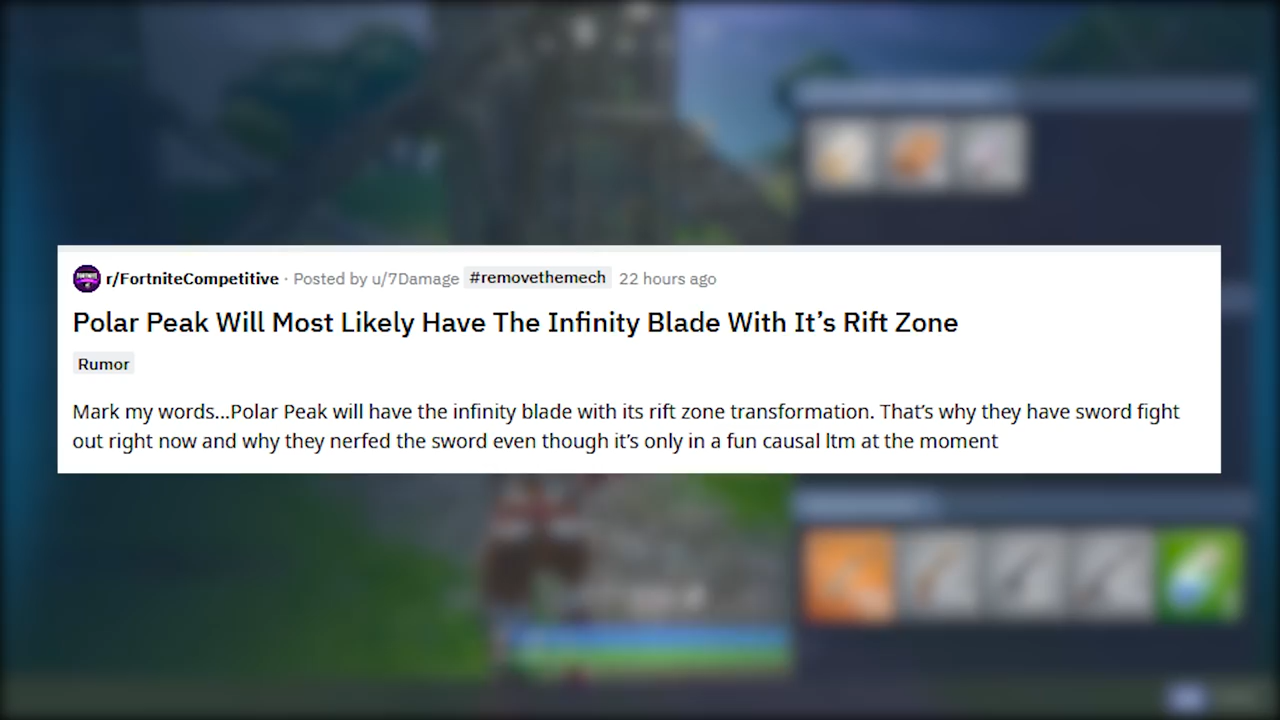 r/FortniteCompetitive · Posted by u/7Damage #removethemech 22 hours ago
Polar Peak Will Most Likely Have The Infinity Blade With It’s Rift Zone
Rumor
Mark my words...Polar Peak will have the infinity blade with its rift zone transformation. That’s why they have sword fight
out right now and why they nerfed the sword even though it’s only in a fun causal ltm at the moment